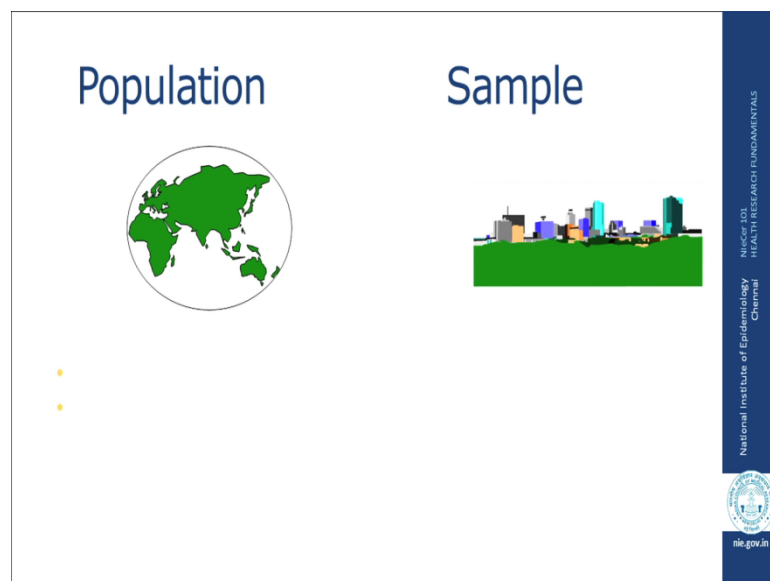 Population
Sample
NieCer 101
HEALTH RESEARCH FUNDAMENTALS
National Institute of Epidemiology
Chennai
nie.gov.in